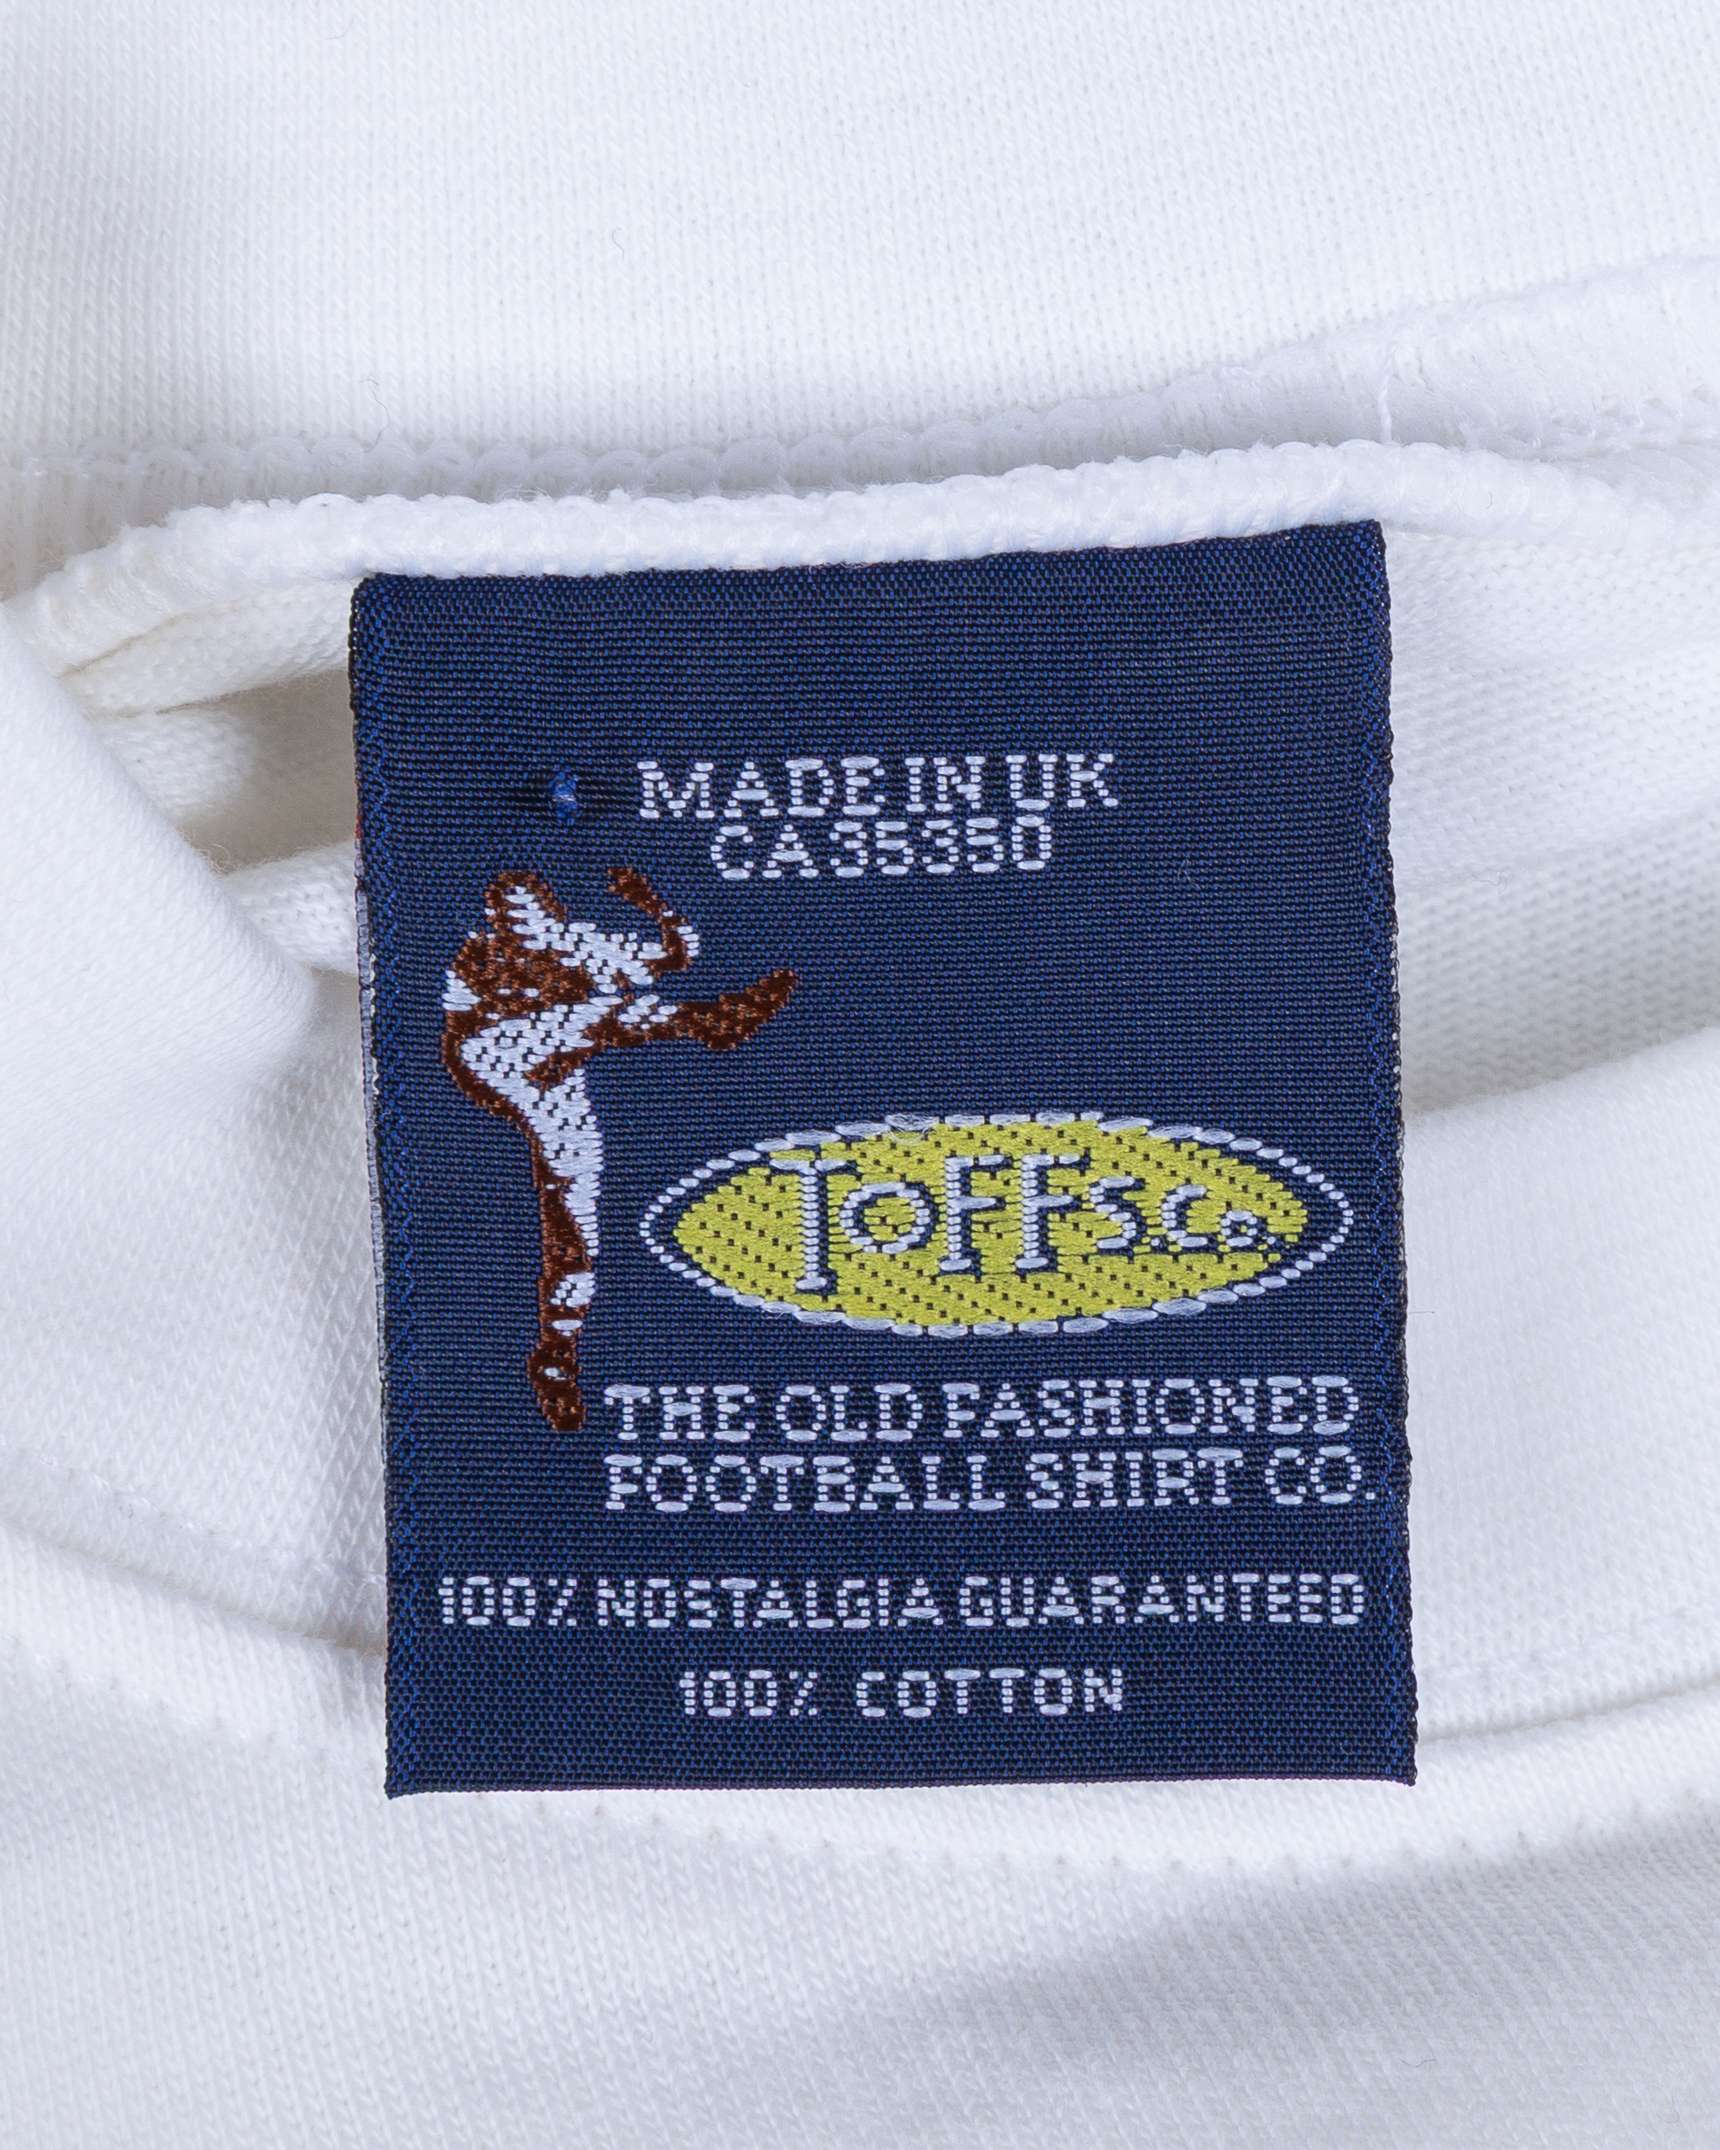 MADE IN UK
CA35350
TOFFS Co
THE OLD FASHIONED
FOOTBALL SHIRT CO.
100% NOSTALGIA GUARANTEED
100% COTTON